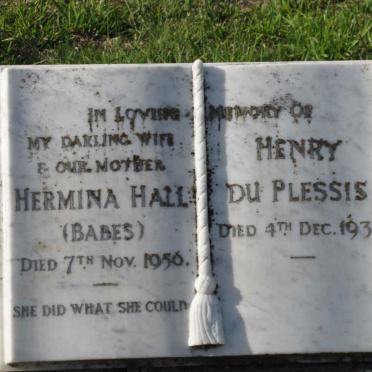 IN LOVING MEMORY OF
MY DARLING WIFE
& OUR MOTHER
HERMINA HALL
(BABES)
DIED 7TH NOV. 1956.
SHE DID WHAT SHE COULD
HENRY
DU PLESSIS
DIED 4TH DEC. 193